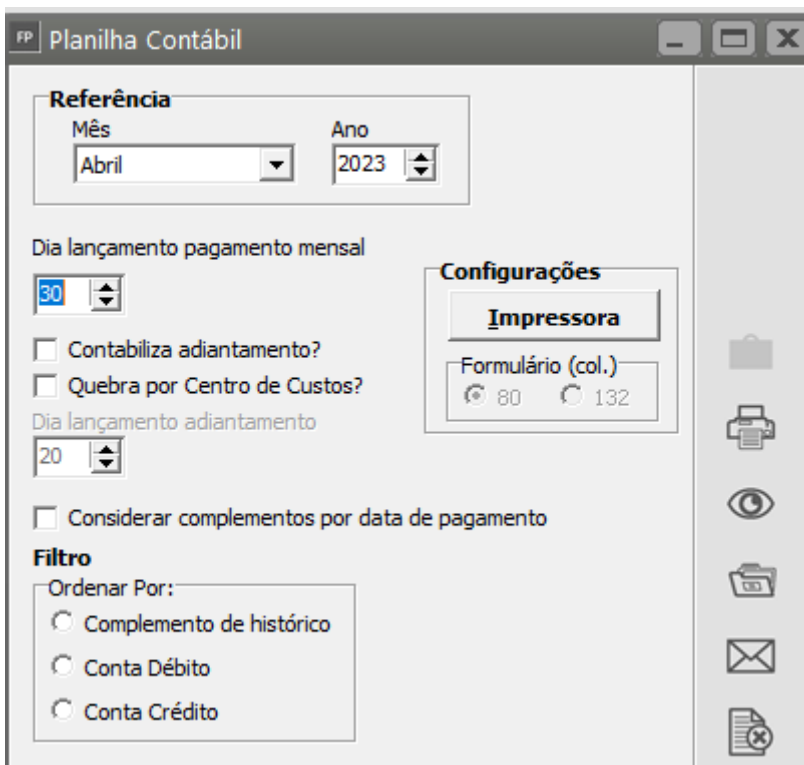 FP Planilha Contábil
Referência
Mês Ano
Abril 2023
Dia lançamento pagamento mensal
30
Configurações
Impressora
Formulário (col.)
80 132
Contabiliza adiantamento?
Quebra por Centro de Custos?
Dia lançamento adiantamento
20
Considerar complementos por data de pagamento
Filtro
Ordenar Por:
Complemento de histórico
Conta Débito
Conta Crédito